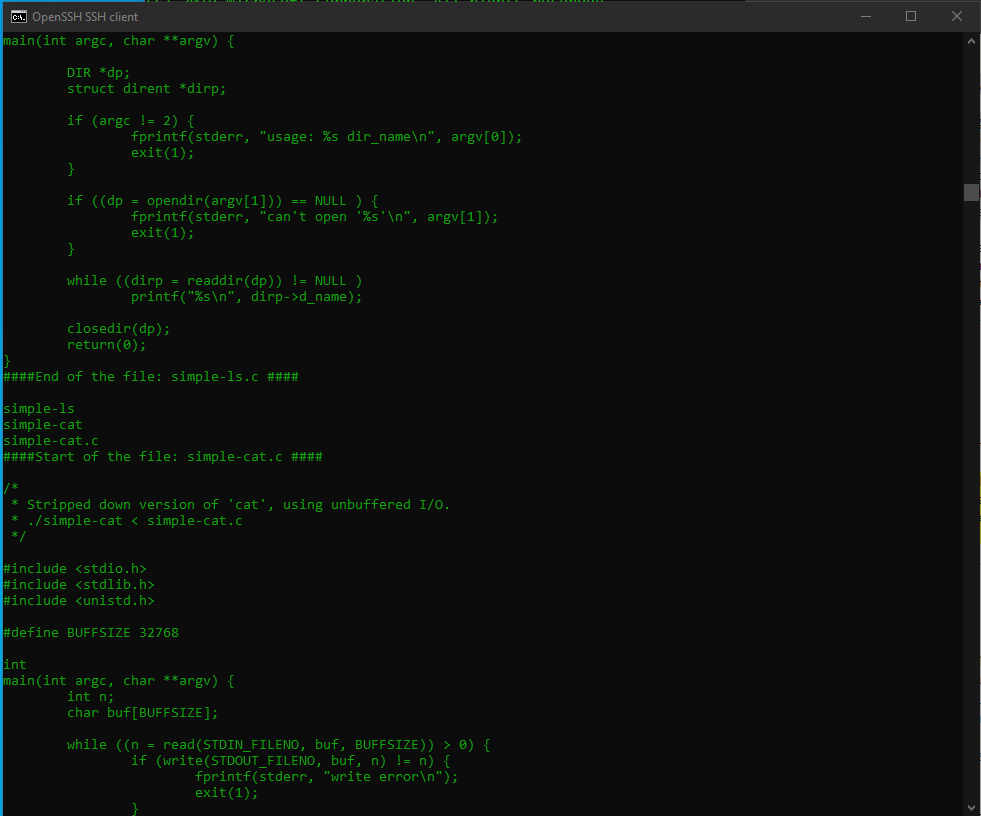 OpenSSH SSH client
main(int argc, char **argv) {
DIR *dp;
struct dirent *dirp;
if (argc != 2) {
fprintf(stderr, "usage: %s dir_name\n", argv[0]);
exit(1);
}
if ((dp = opendir(argv[1])) == NULL ) {
fprintf(stderr, "can't open '%s'\n", argv[1]);
exit(1);
}
while ((dirp = readdir(dp)) != NULL )
printf("%s\n", dirp->d_name);
closedir(dp);
return(0);
}
####End of the file: simple-ls.c ####
simple-ls
simple-cat
simple-cat.c
####Start of the file: simple-cat.c ####
/*
* Stripped down version of 'cat', using unbuffered I/O.
* ./simple-cat < simple-cat.c
*/
#include <stdio.h>
#include <stdlib.h>
#include <unistd.h>
#define BUFFSIZE 32768
int
main(int argc, char **argv) {
int n;
char buf[BUFFSIZE];
while ((n = read(STDIN_FILENO, buf, BUFFSIZE)) > 0) {
if (write(STDOUT_FILENO, buf, n) != n) {
fprintf(stderr, "write error\n");
exit(1);
}